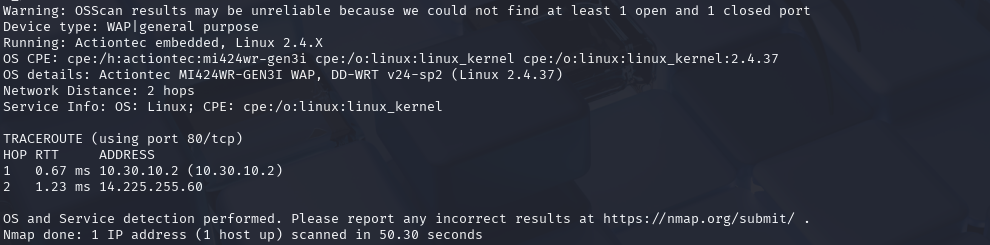 Warning: OSScan results may be unreliable because we could not find at least 1 open and 1 closed port
Device type: WAP|general purpose
Running: Actiontec embedded, Linux 2.4.X
OS CPE: cpe:/h:actiontec:mi424wr-gen3i cpe:/o:linux:linux_kernel cpe:/o:linux:linux_kernel:2.4.37
OS details: Actiontec MI424WR-GEN3I WAP, DD-WRT v24-sp2 (Linux 2.4.37)
Network Distance: 2 hops
Service Info: OS: Linux; CPE: cpe:/o:linux:linux_kernel

TRACEROUTE (using port 80/tcp)
HOP RTT     ADDRESS
1   0.67 ms 10.30.10.2 (10.30.10.2)
2   1.23 ms 14.225.255.60

OS and Service detection performed. Please report any incorrect results at https://nmap.org/submit/ .
Nmap done: 1 IP address (1 host up) scanned in 50.30 seconds